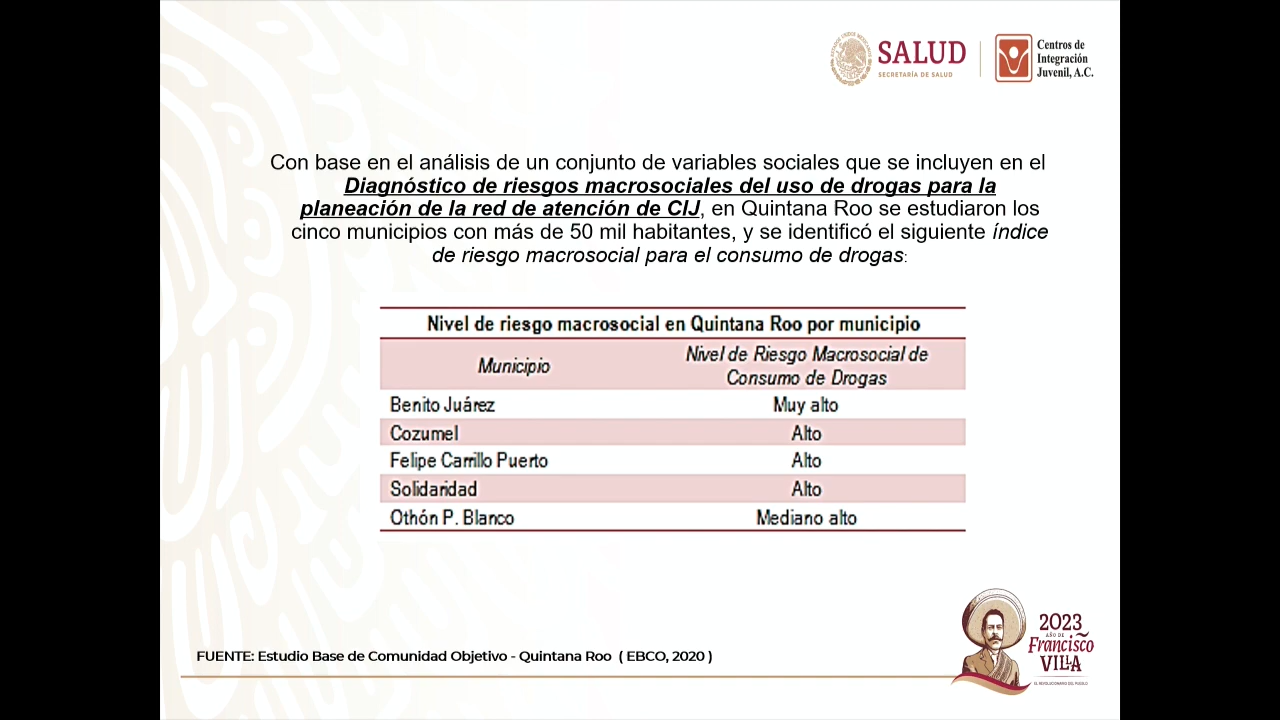 SALUD
SECRETARÍA DE SALUD
Centros de
Integración
Juvenil, A.C.
Con base en el análisis de un conjunto de variables sociales que se incluyen en el
Diagnóstico de riesgos macrosociales del uso de drogas para la
planeación de la red de atención de CIJ, en Quintana Roo se estudiaron los
cinco municipios con más de 50 mil habitantes, y se identificó el siguiente índice
de riesgo macrosocial para el consumo de drogas:
Nivel de riesgo macrosocial en Quintana Roo por municipio
Municipio
Nivel de Riesgo Macrosocial de
Consumo de Drogas
Benito Juárez Muy alto
Cozumel Alto
Felipe Carrillo Puerto Alto
Solidaridad Alto
Othón P. Blanco Mediano alto
2023
AÑO DE
Francisco
VILLA
EL REVOLUCIONARIO DEL PUEBLO
FUENTE: Estudio Base de Comunidad Objetivo - Quintana Roo ( EBCO, 2020 )